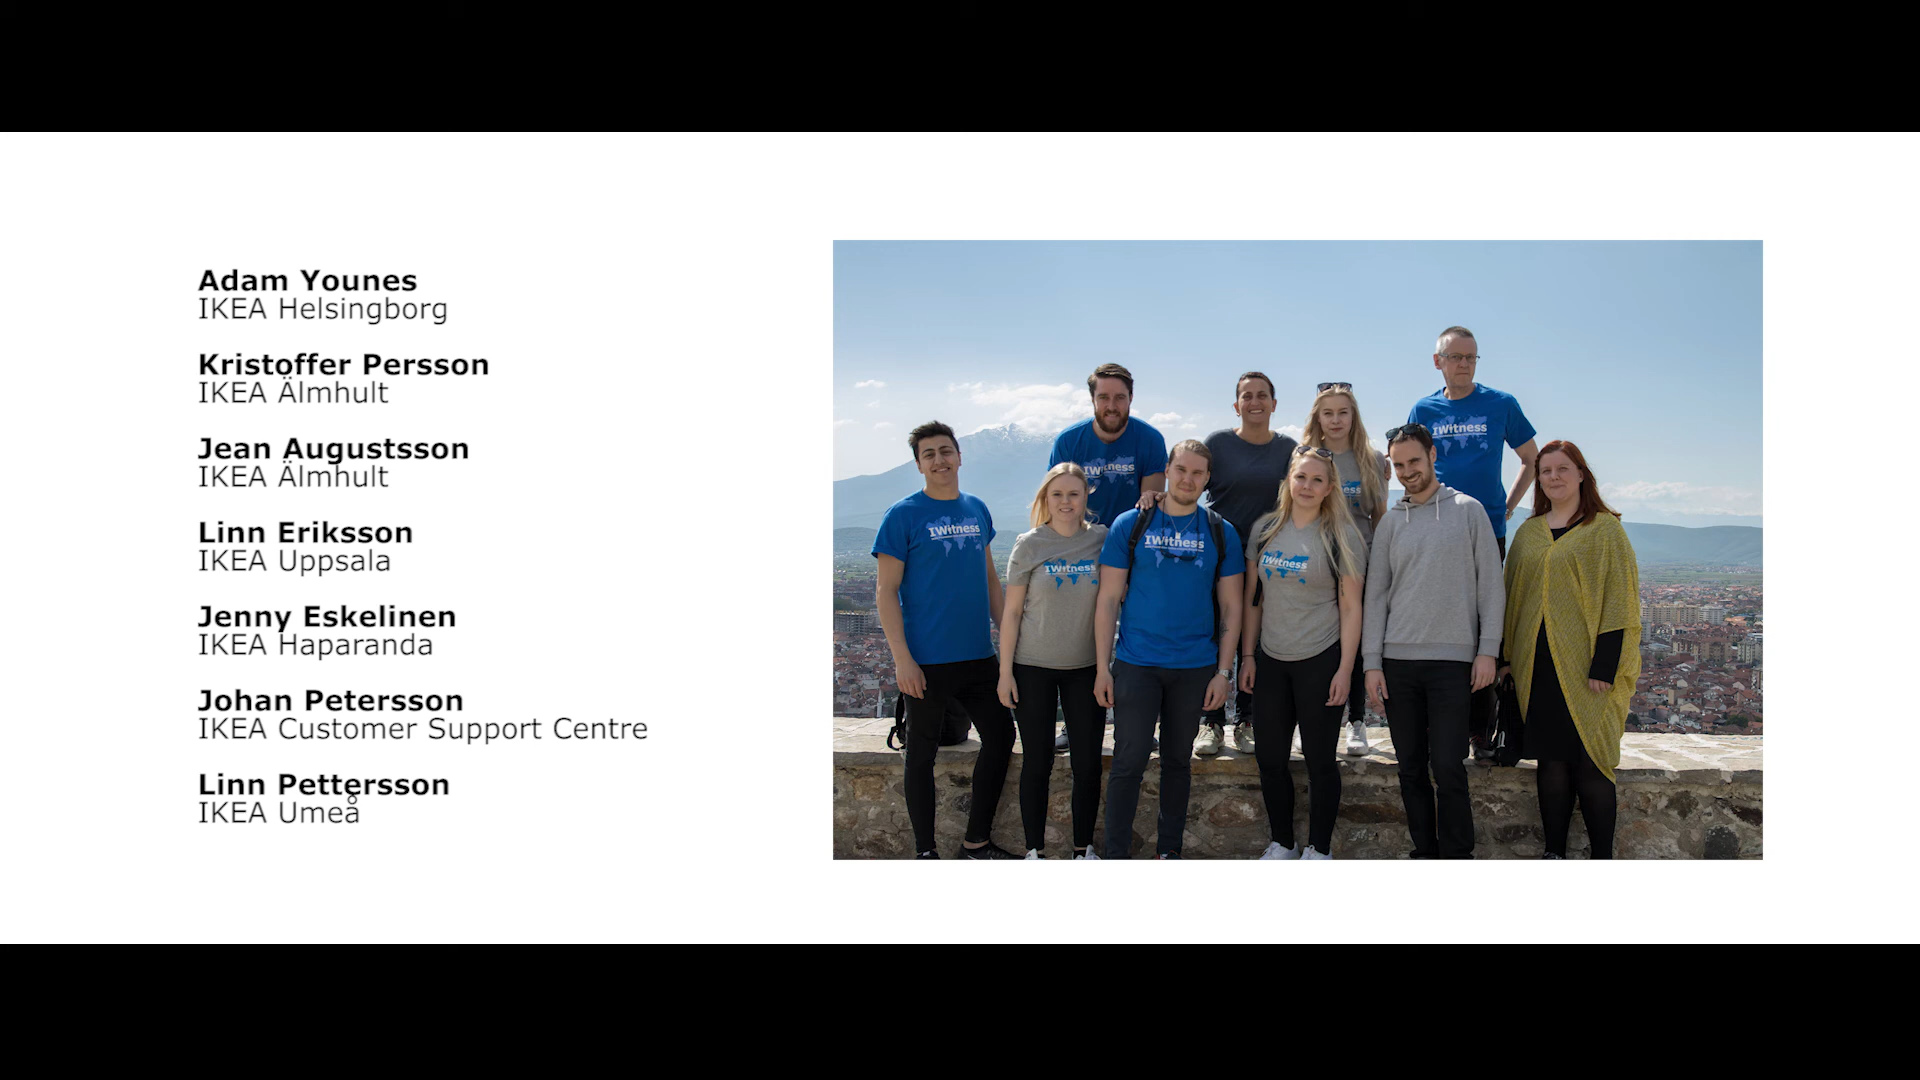 Adam Younes
IKEA Helsingborg
Kristoffer Persson
IKEA Älmhult
Jean Augustsson
IKEA Älmhult
Linn Eriksson
IKEA Uppsala
Jenny Eskelinen
IKEA Haparanda
Johan Petersson
IKEA Customer Support Centre
Linn Pettersson
IKEA Umeå
IWitness
IWitness
IWitness
IWitness
IWitness
IWitness